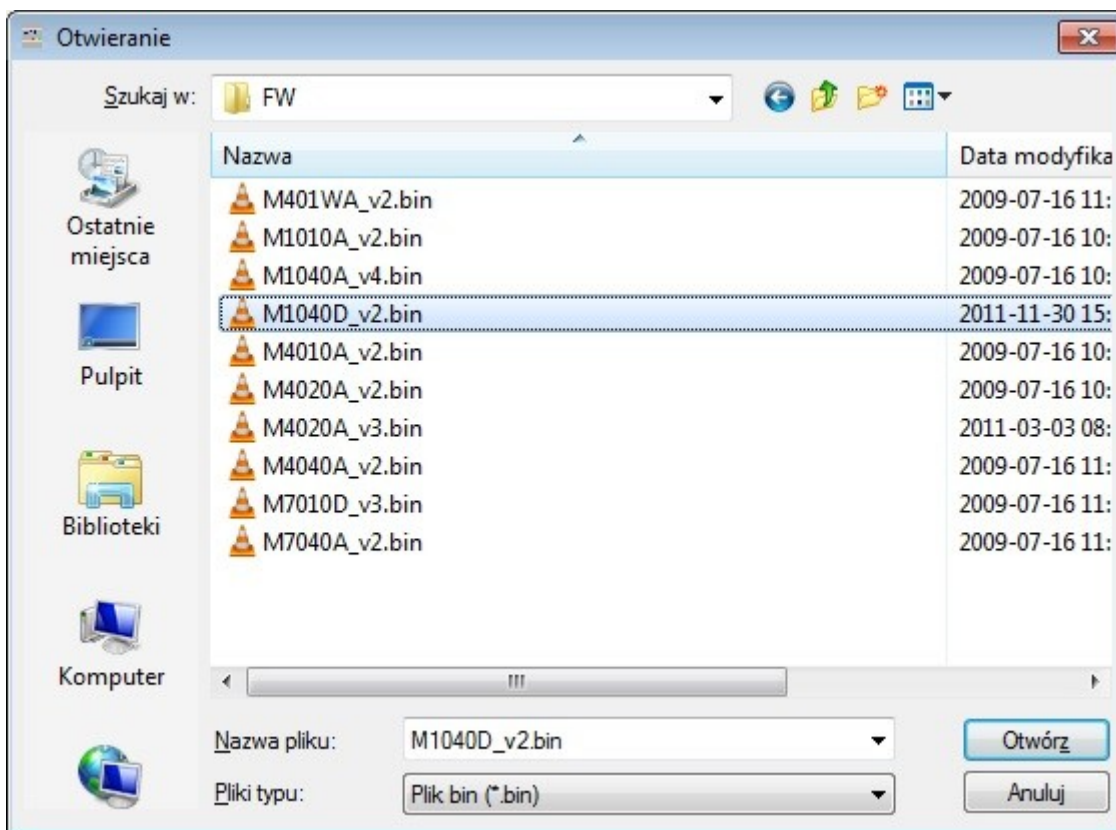 Otwieranie
Szukaj w: FW
Nazwa Data modyfika
M401WA_v2.bin 2009-07-16 11:
M1010A_v2.bin 2009-07-16 10:
M1040A_v4.bin 2009-07-16 10:
M1040D_v2.bin 2011-11-30 15:
M4010A_v2.bin 2009-07-16 10:
M4020A_v2.bin 2009-07-16 10:
M4020A_v3.bin 2011-03-03 08:
M4040A_v2.bin 2009-07-16 11:
M7010D_v3.bin 2009-07-16 11:
M7040A_v2.bin 2009-07-16 11:
Ostatnie
miejsca
Pulpit
Biblioteki
Komputer
Nazwa pliku: M1040D_v2.bin Otwórz
Pliki typu: Plik bin (*.bin) Anuluj